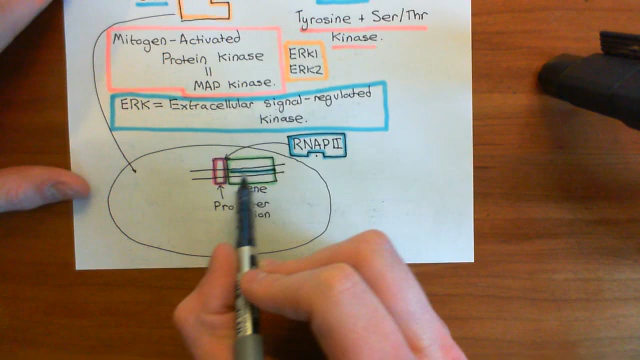 Tyrosine + Ser/Thr
Kinase.
Mitogen-Activated
Protein Kinase
=
MAP kinase.
ERK1
ERK2
ERK = Extracellular signal-regulated
kinase.
RNAP II